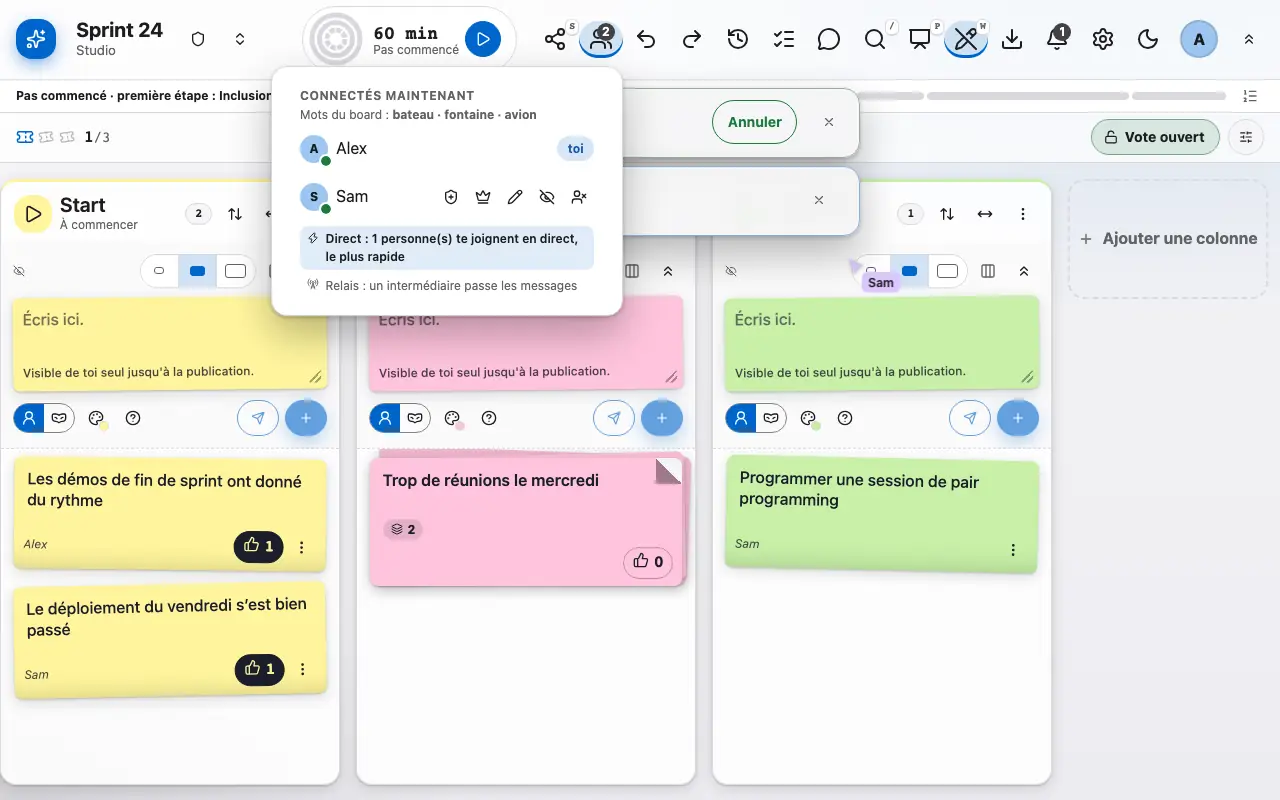 Sprint 24
Studio
60 min
Pas commencé
S
2
/
P
W
1
A
Pas commencé · première étape : Inclusion
1/3
Vote ouvert
CONNECTÉS MAINTENANT
Mots du board : bateau · fontaine · avion
A
Alex
toi
S
Sam
Direct : 1 personne(s) te joignent en direct,
le plus rapide
Relais : un intermédiaire passe les messages
Annuler
Start
À commencer
2
1
Ajouter une colonne
Sam
Écris ici.
Visible de toi seul jusqu'à la publication.
Écris ici.
Visible de toi seul jusqu'à la publication.
Écris ici.
Visible de toi seul jusqu'à la publication.
Les démos de fin de sprint ont donné
du rythme
Alex
1
Le déploiement du vendredi s’est bien
passé
Sam
1
Trop de réunions le mercredi
2
0
Programmer une session de pair
programming
Sam